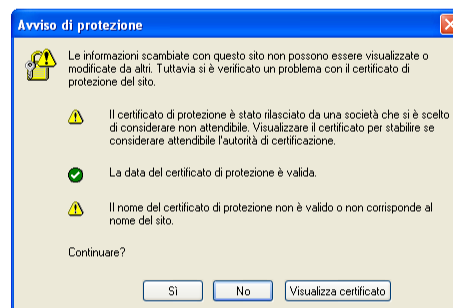 Avviso di protezione
Le informazioni scambiate con questo sito non possono essere visualizzate o
modificate da altri. Tuttavia si è verificato un problema con il certificato di
protezione del sito.
Il certificato di protezione è stato rilasciato da una società che si è scelto
di considerare non attendibile. Visualizzare il certificato per stabilire se
considerare attendibile l'autorità di certificazione.
La data del certificato di protezione è valida.
Il nome del certificato di protezione non è valido o non corrisponde al
nome del sito.
Continuare?
Sì No Visualizza certificato